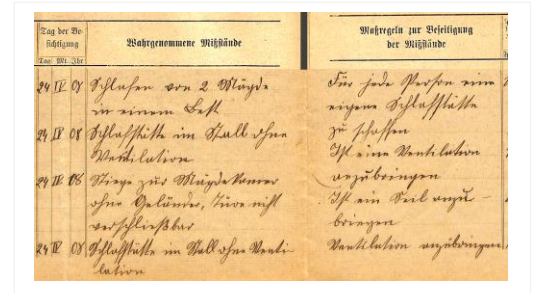 Tag der Be-
sichtigung
Wahrgenommene Mißstände
Tag Mt. Jhr
24 IV 08 Schlafen von 2 Mägde
in einem Bett
24 IV 08 Schlafstätte im Stall ohne
Ventilation
24 IV 08 Stiege zur Mägdekammer
ohne Geländer, Türe nicht
verschließbar
24 IV 08 Schlafstätte im Stall ohne Venti-
lation
Maßregeln zur Beseitigung
der Mißstände
Für jede Person eine
eigene Schlafstätte
zu schaffen
Ist eine Ventilation
anzubringen
Ist ein Seil anzu-
bringen
Ventilation anzubringen